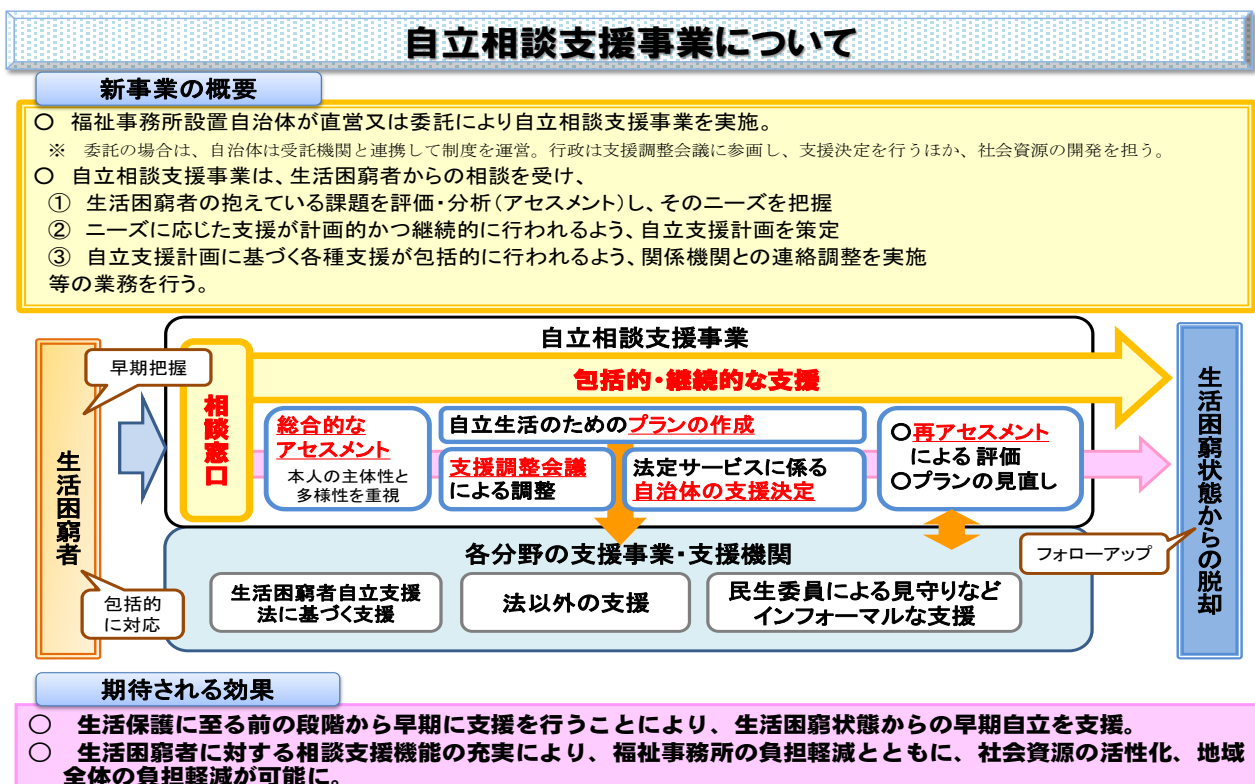 自立相談支援事業について
新事業の概要
○ 福祉事務所設置自治体が直営又は委託により自立相談支援事業を実施。
※ 委託の場合は、自治体は受託機関と連携して制度を運営。行政は支援調整会議に参画し、支援決定を行うほか、社会資源の開発を担う。
○ 自立相談支援事業は、生活困窮者からの相談を受け、
① 生活困窮者の抱えている課題を評価・分析(アセスメント)し、そのニーズを把握
② ニーズに応じた支援が計画的かつ継続的に行われるよう、自立支援計画を策定
③ 自立支援計画に基づく各種支援が包括的に行われるよう、関係機関との連絡調整を実施
等の業務を行う。
生活困窮者
早期把握
包括的
に対応
自立相談支援事業
包括的・継続的な支援
相談窓口
総合的な
アセスメント
本人の主体性と
多様性を重視
自立生活のためのプランの作成
支援調整会議
による調整
法定サービスに係る
自治体の支援決定
○再アセスメント
による 評価
○プランの見直し
各分野の支援事業・支援機関
生活困窮者自立支援
法に基づく支援
法以外の支援
民生委員による見守りなど
インフォーマルな支援
フォローアップ
生活困窮状態からの脱却
期待される効果
○ 生活保護に至る前の段階から早期に支援を行うことにより、生活困窮状態からの早期自立を支援。
○ 生活困窮者に対する相談支援機能の充実により、福祉事務所の負担軽減とともに、社会資源の活性化、地域
全体の負担軽減が可能に。